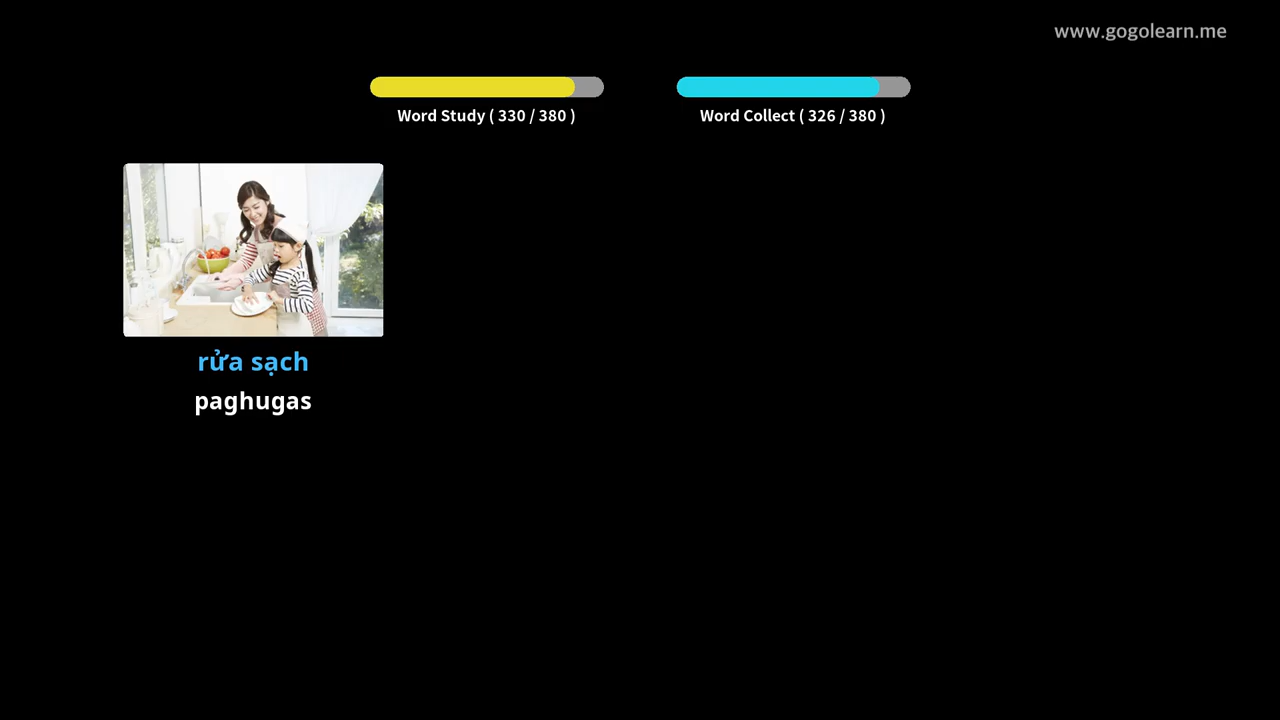 www.gogolearn.me
Word Study ( 330 / 380 )
Word Collect ( 326 / 380 )
rửa sạch
paghugas